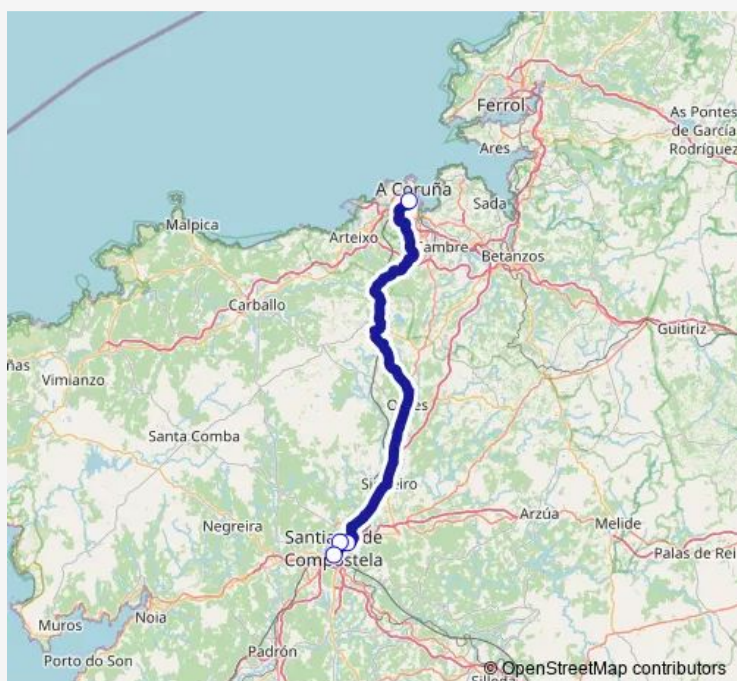 Ferrol
As Pontes
de García
Rodríguez
Ares
A Coruña
Sada
Malpica
Arteixo
Cambre
Betanzos
Carballo
Guitiriz
Vimianzo
Santa Comba
Negreira
Santiago de
Compostela
Arzúa
Melide
Palas de Rei
Noia
Muros
Porto do Son
Padrón
Silleda
© OpenStreetMap contributors